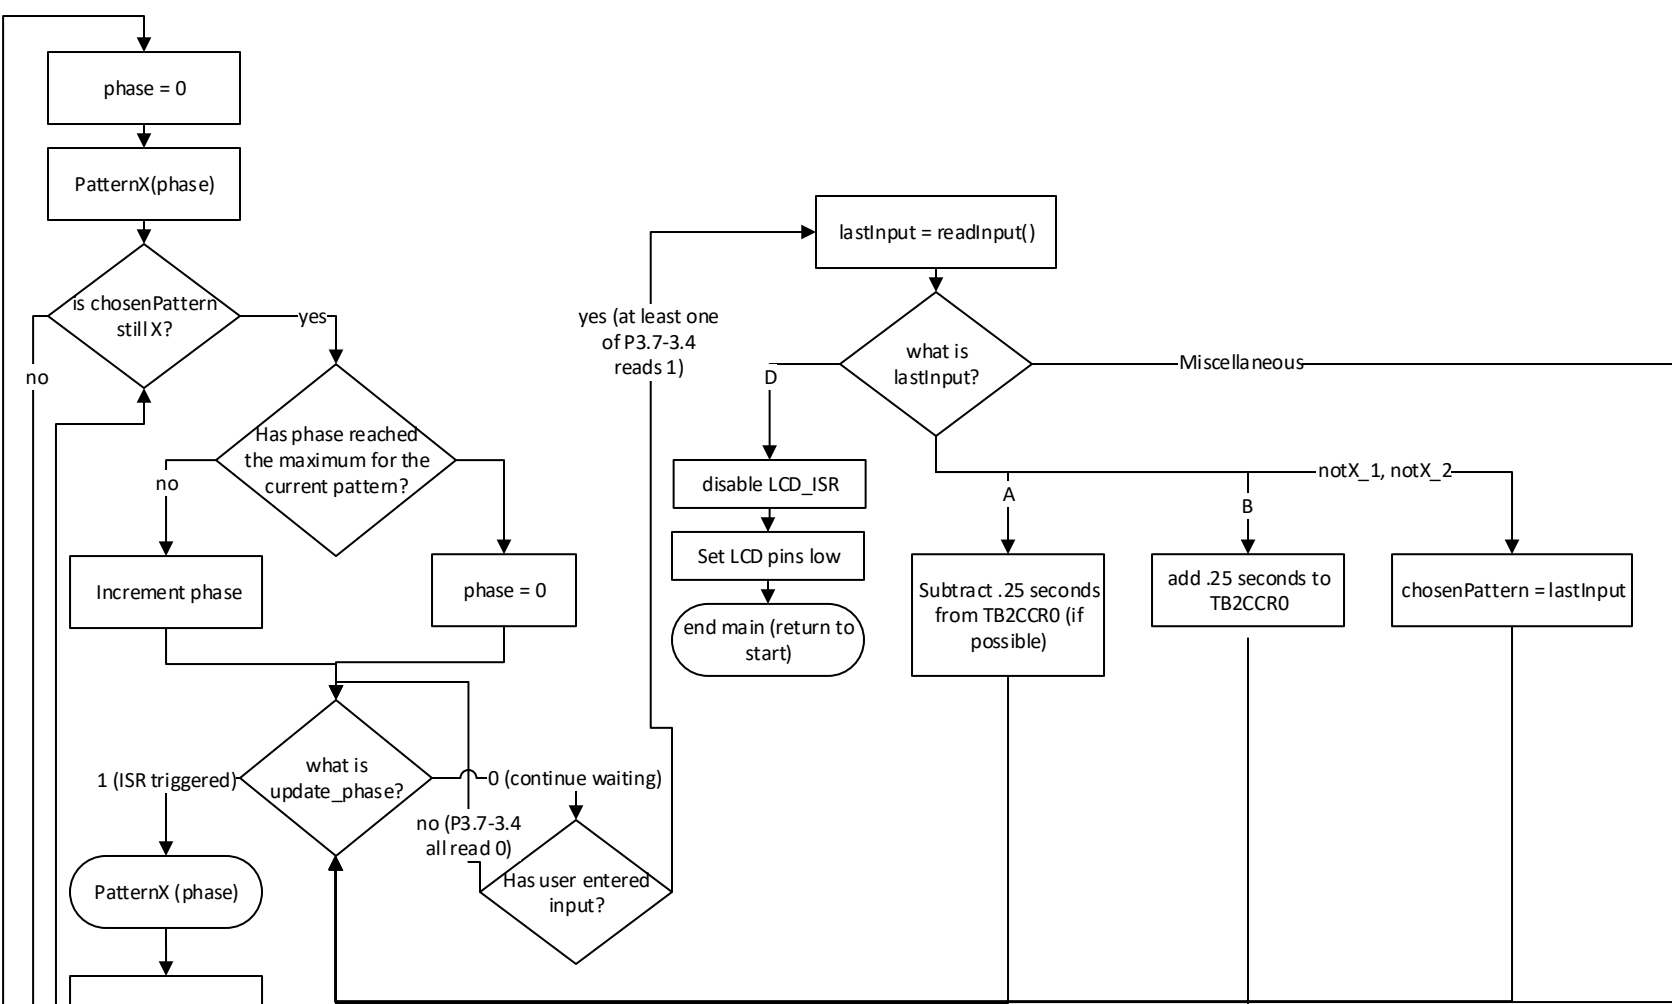 phase = 0
PatternX(phase)
is chosenPattern
still X?
yes
no
Has phase reached
the maximum for the
current pattern?
no
Increment phase
phase = 0
what is
update_phase?
1 (ISR triggered)
0 (continue waiting)
no (P3.7-3.4
all read 0)
PatternX (phase)
Has user entered
input?
yes (at least one
of P3.7-3.4
reads 1)
lastInput = readInput()
what is
lastInput?
Miscellaneous
D
disable LCD_ISR
Set LCD pins low
end main (return to
start)
A
B
notX_1, notX_2
Subtract .25 seconds
from TB2CCR0 (if
possible)
add .25 seconds to
TB2CCR0
chosenPattern = lastInput